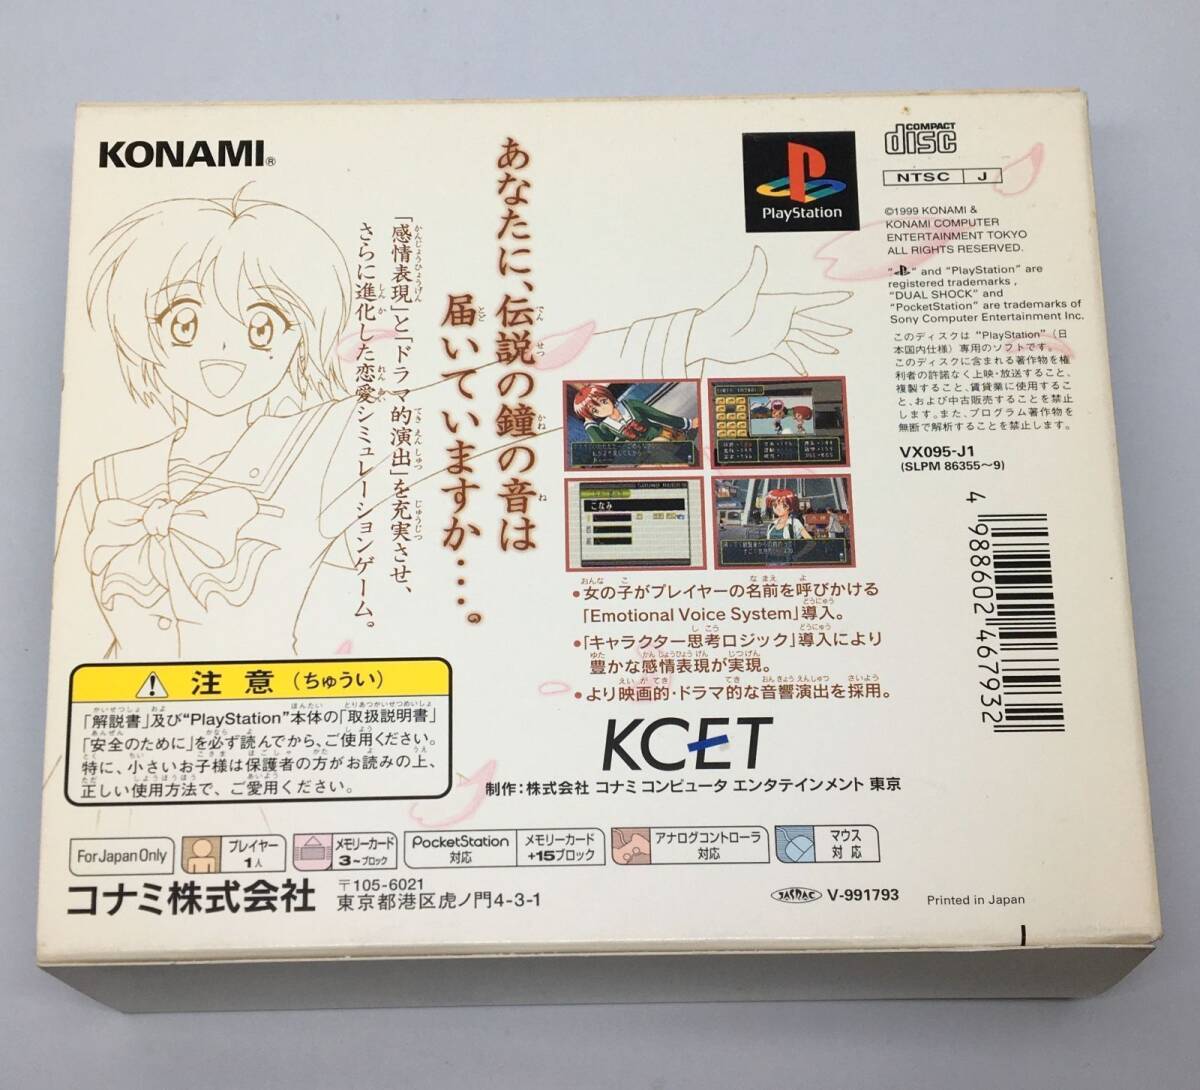 KONAMI®
あなたに、伝説の鐘の音は
届いていますか・・・。
「感情表現」と「ドラマ的演出」を充実させ、
さらに進化した恋愛シミュレーションゲーム。
PlayStation
COMPACT
disc
NTSC J
©1999 KONAMI &
KONAMI COMPUTER
ENTERTAINMENT TOKYO
ALL RIGHTS RESERVED.
" " and "PlayStation" are
registered trademarks ,
"DUAL SHOCK" and
"PocketStation" are trademarks of
Sony Computer Entertainment Inc.
このディスクは"PlayStation"(日
本国内仕様)専用のソフトです。
このディスクに含まれる著作物を権
利者の許諾なく上映・放送すること、
複製すること、賃貸業に使用するこ
と、および中古販売することを禁止
します。また、プログラム著作物を
無断で解析することを禁止します。
VX095-J1
(SLPM 86355～9)
4 988602 467932
こなみ
・女の子がプレイヤーの名前を呼びかける
「Emotional Voice System」導入。
・「キャラクター思考ロジック」導入により
豊かな感情表現が実現。
・より映画的・ドラマ的な音響演出を採用。
KCET
制作：株式会社 コナミ コンピュータ エンタテインメント 東京
注意(ちゅうい)
「解説書」及び"PlayStation"本体の「取扱説明書」
「安全のために」を必ず読んでから、ご使用ください。
特に、小さいお子様は保護者の方がお読みの上、
正しい使用方法で、ご愛用ください。
For Japan Only
プレイヤー
1人
メモリーカード
3～ブロック
PocketStation
対応
メモリーカード
+15ブロック
アナログコントローラ
対応
マウス
対応
コナミ株式会社
〒105-6021
東京都港区虎ノ門4-3-1
JASRAC
V-991793
Printed in Japan